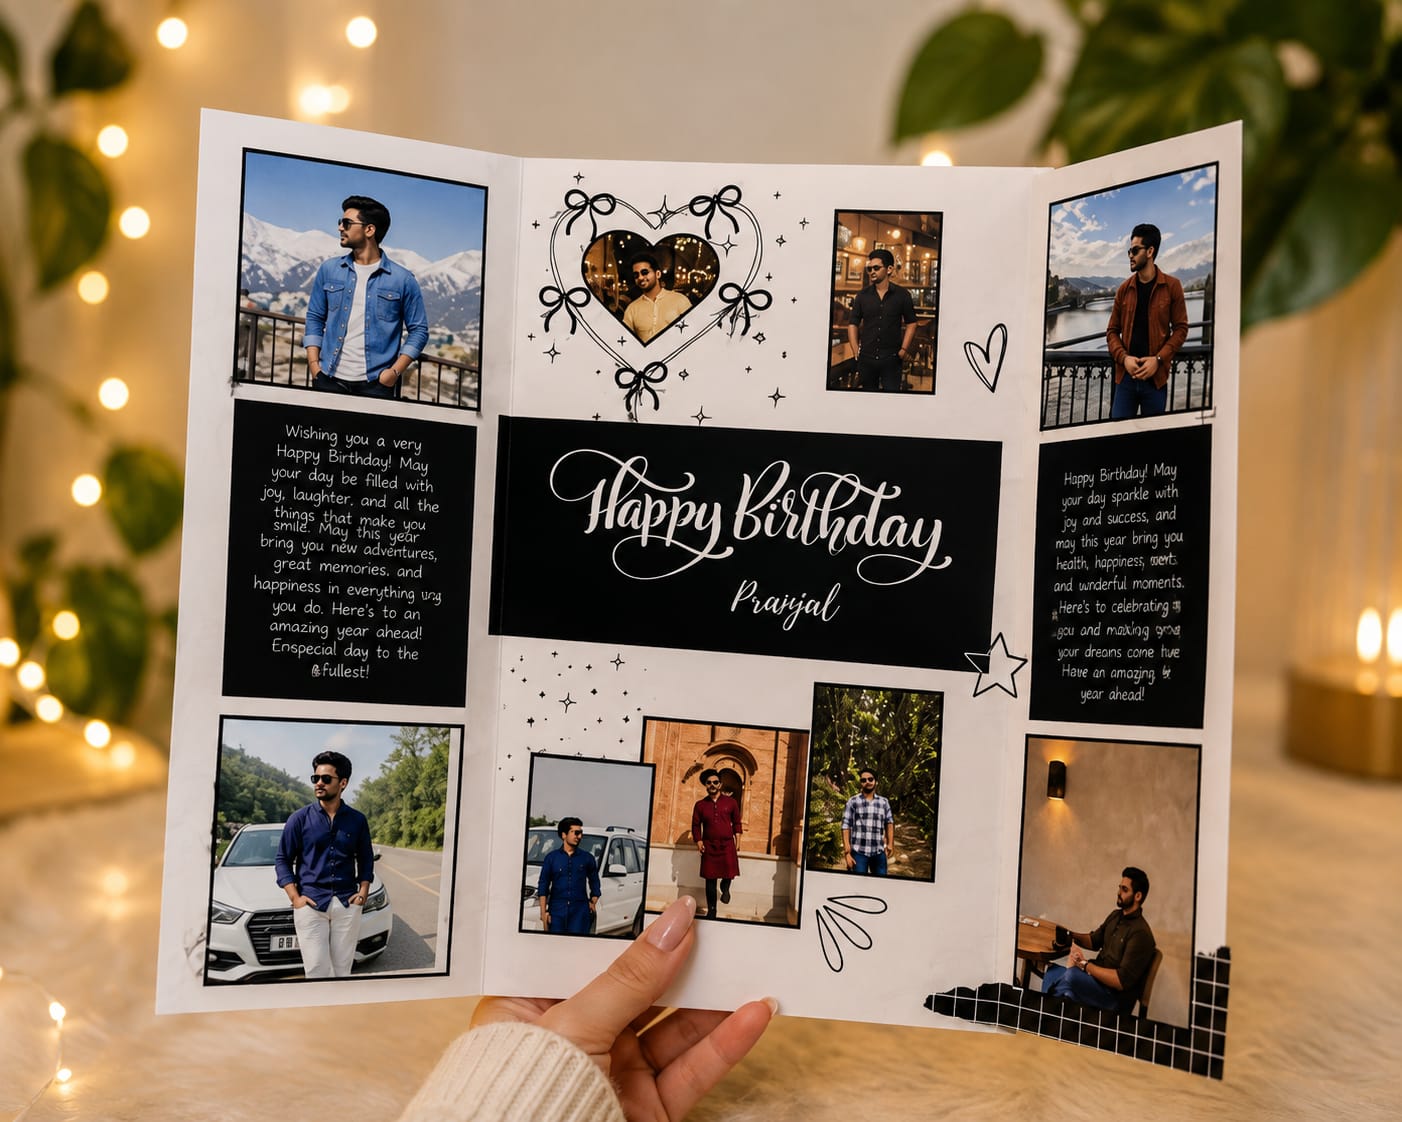 Wishing you a very
Happy Birthday! May
your day be filled with
joy, laughter, and all the
things that make you
smile. May this year
bring you new adventures,
great memories, and
happiness in everything
you do. Here's to an
amazing year ahead!
Enspecial day to the
fullest!
Happy Birthday
Pranjal
Happy Birthday! May
your day sparkle with
joy and success, and
may this year bring you
health, happiness,
and wnderful moments.
Here's to celebrating
you and making
your dreams come
Have an amazing,
year ahead!